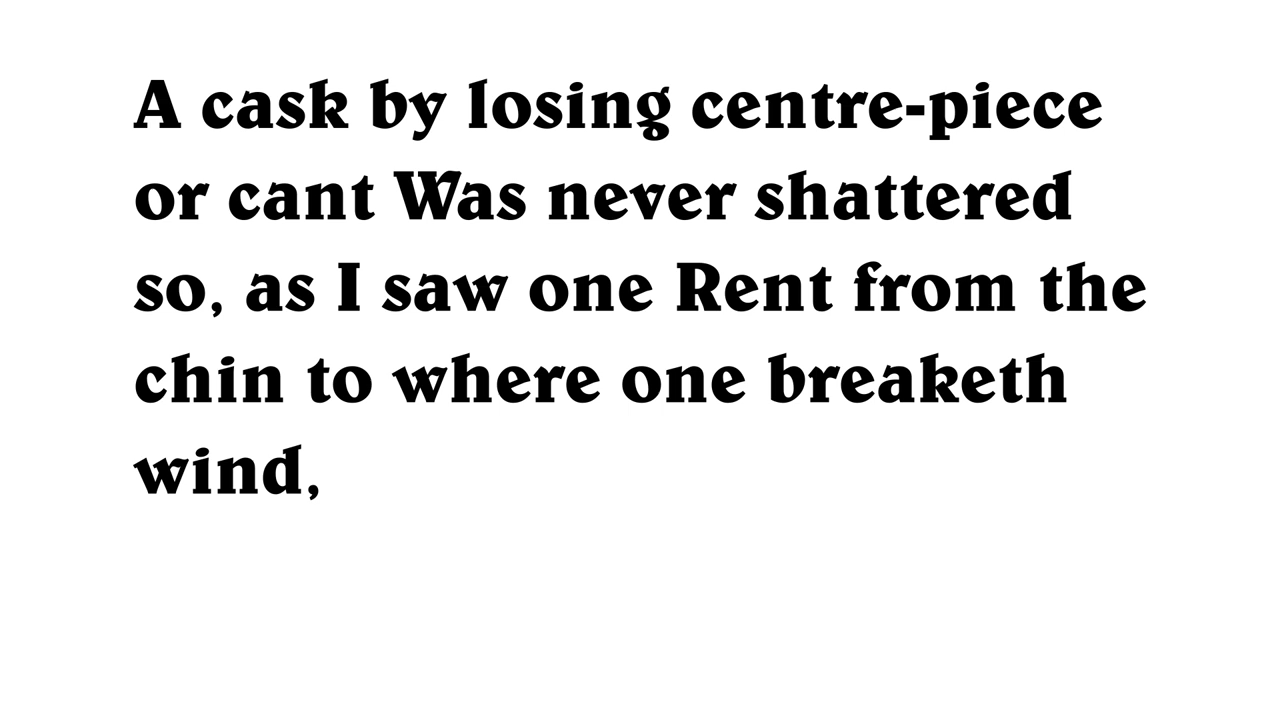 A cask by losing centre-piece
or cant Was never shattered
so, as I saw one Rent from the
chin to where one breaketh
wind,